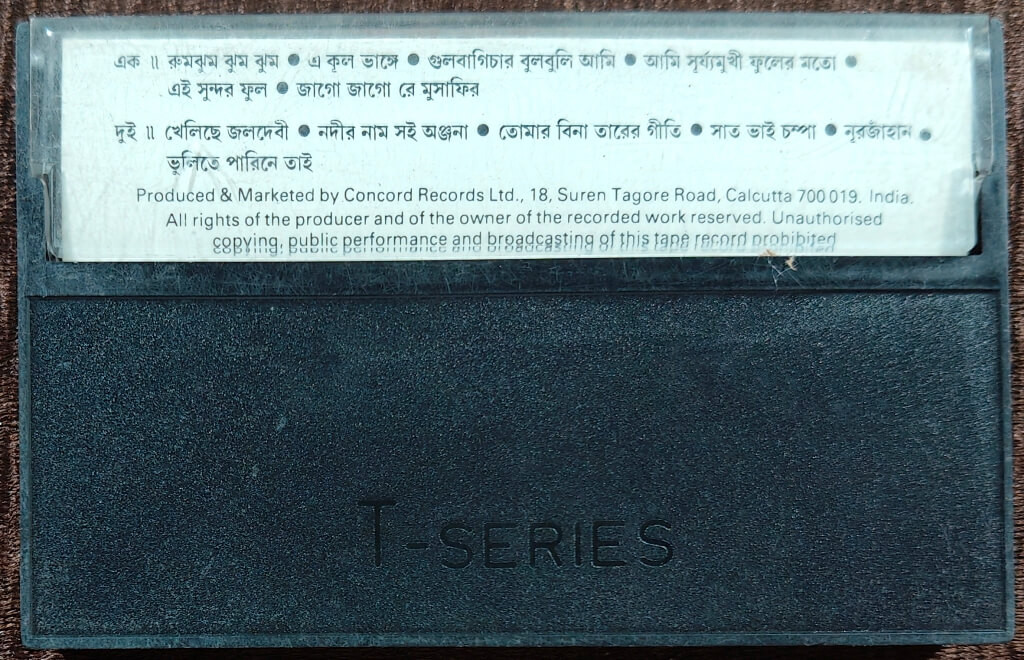 এক ॥ রুমঝুম ঝুম ঝুম ● এ কূল ভাঙ্গে ● গুলবাগিচার বুলবুলি আমি ● আমি সূর্য্যমুখী ফুলের মতো ●
এই সুন্দর ফুল ● জাগো জাগো রে মুসাফির
দুই ॥ খেলিছে জলদেবী ● নদীর নাম সই অঞ্জনা ● তোমার বিনা তারের গীতি ● সাত ভাই চম্পা ● নূরজাঁহান ●
ভুলিতে পারিনে তাই
Produced & Marketed by Concord Records Ltd., 18, Suren Tagore Road, Calcutta 700 019. India.
All rights of the producer and of the owner of the recorded work reserved. Unauthorised
copying, public performance and broadcasting of this tape record prohibited
T-SERIES